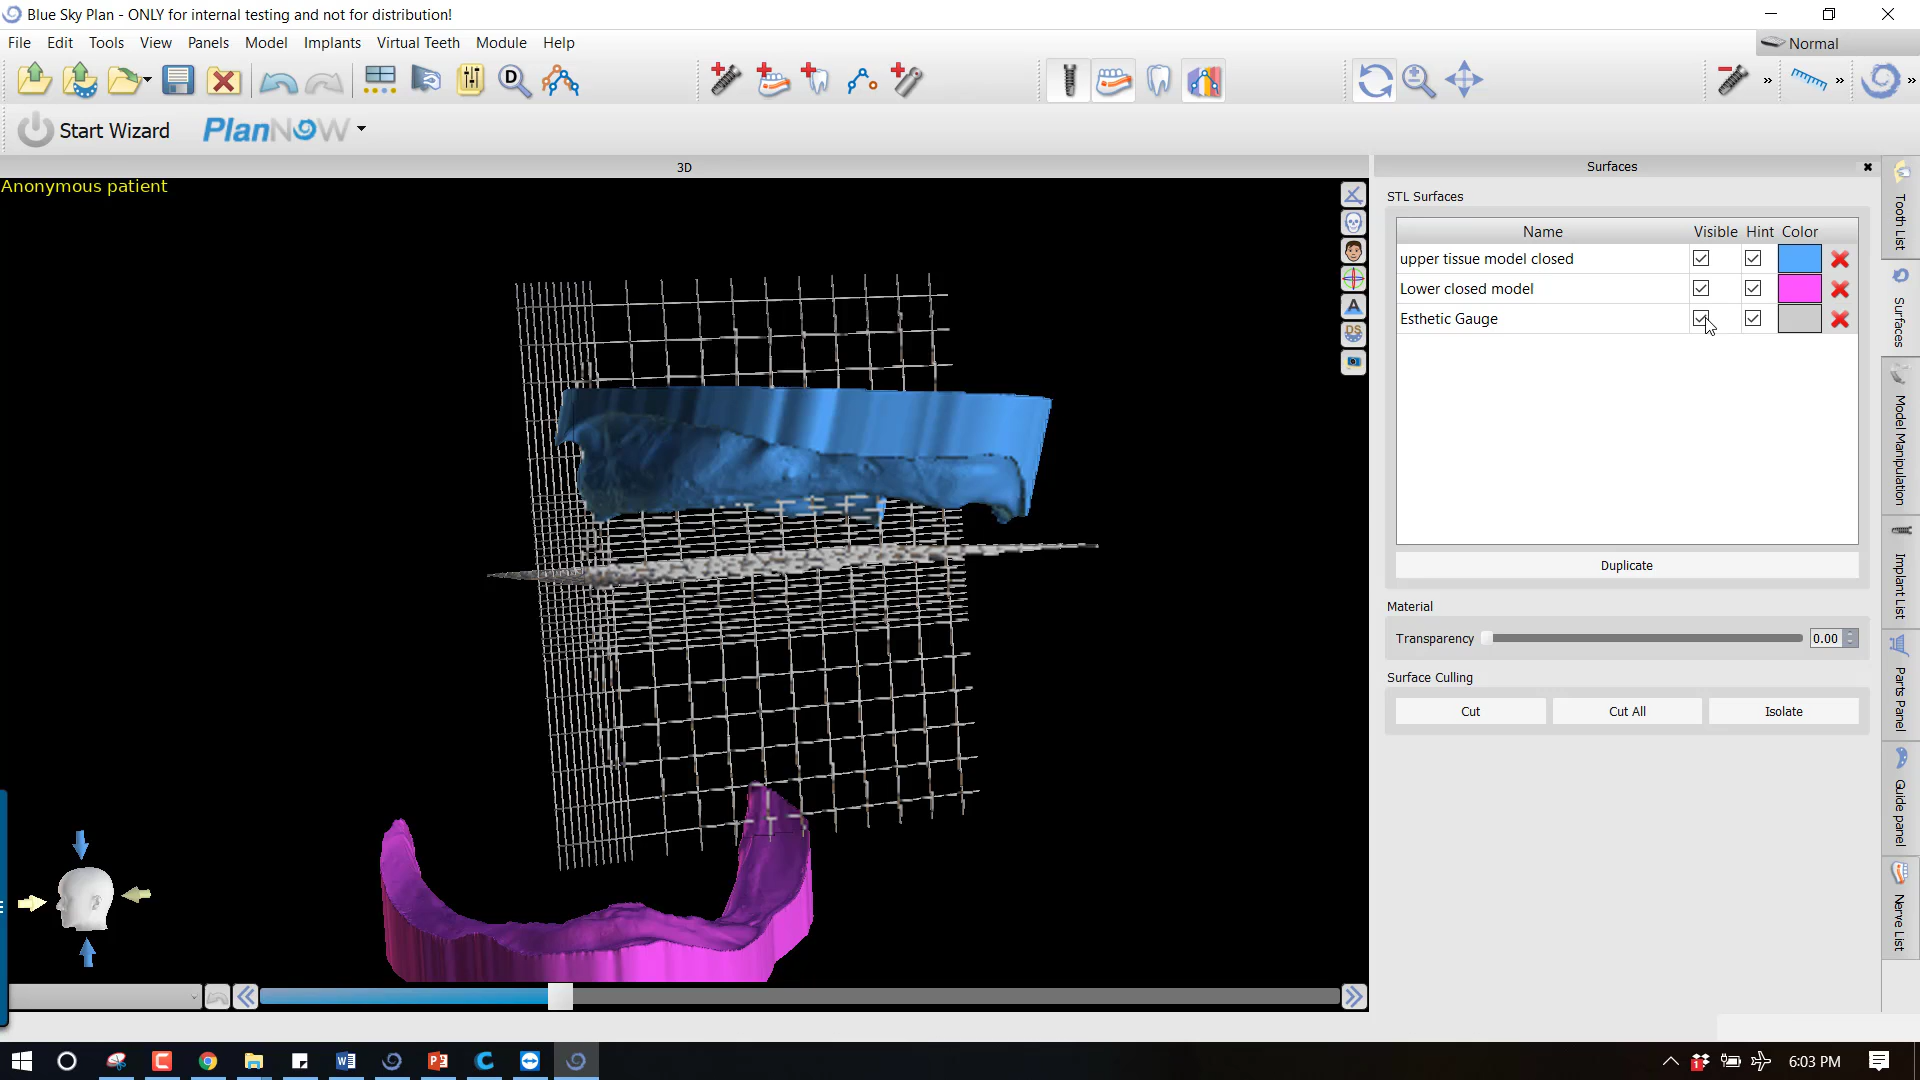 Blue Sky Plan - ONLY for internal testing and not for distribution!
File Edit Tools View Panels Model Implants Virtual Teeth Module Help
Normal
D
Start Wizard
PlanNOW
3D
Surfaces
Anonymous patient
STL Surfaces
Name Visible Hint Color
upper tissue model closed
Lower closed model
Esthetic Gauge
Duplicate
Material
Transparency 0.00
Surface Culling
Cut Cut All Isolate
A
DS
Tooth List
Surfaces
Model Manipulation
Implant List
Parts Panel
Guide panel
Nerve List
6:03 PM